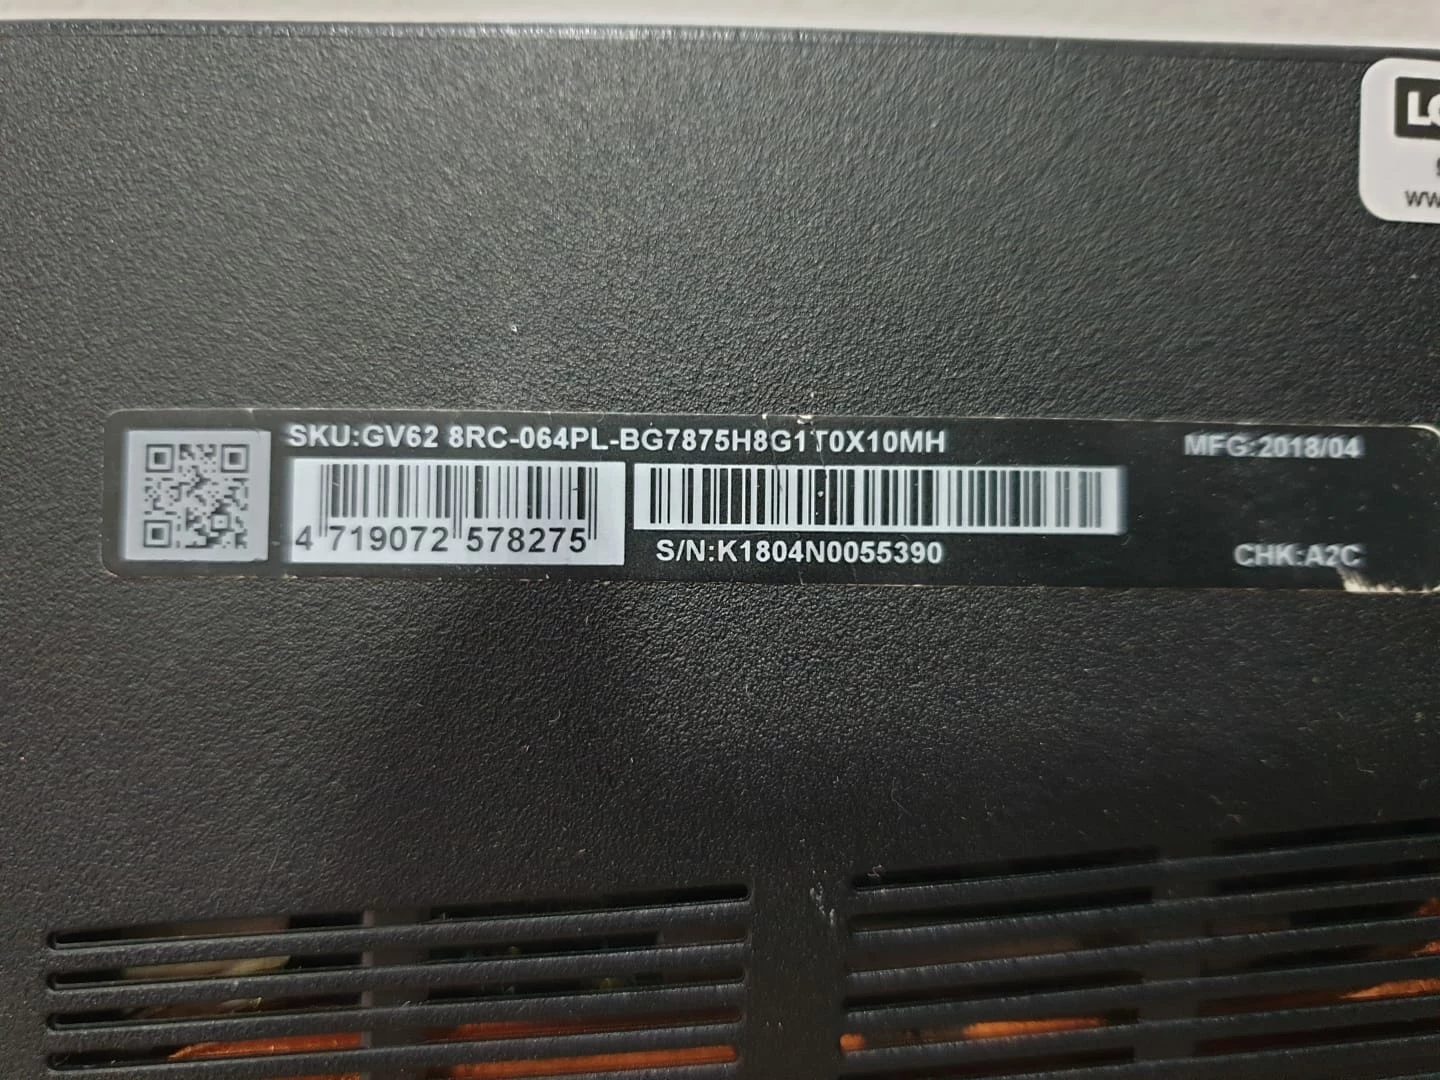 SKU:GV62 8RC-064PL-BG7875H8G1T0X10MH
MFG:2018/04
4 719072 578275
S/N:K1804N0055390
CHK:A2C